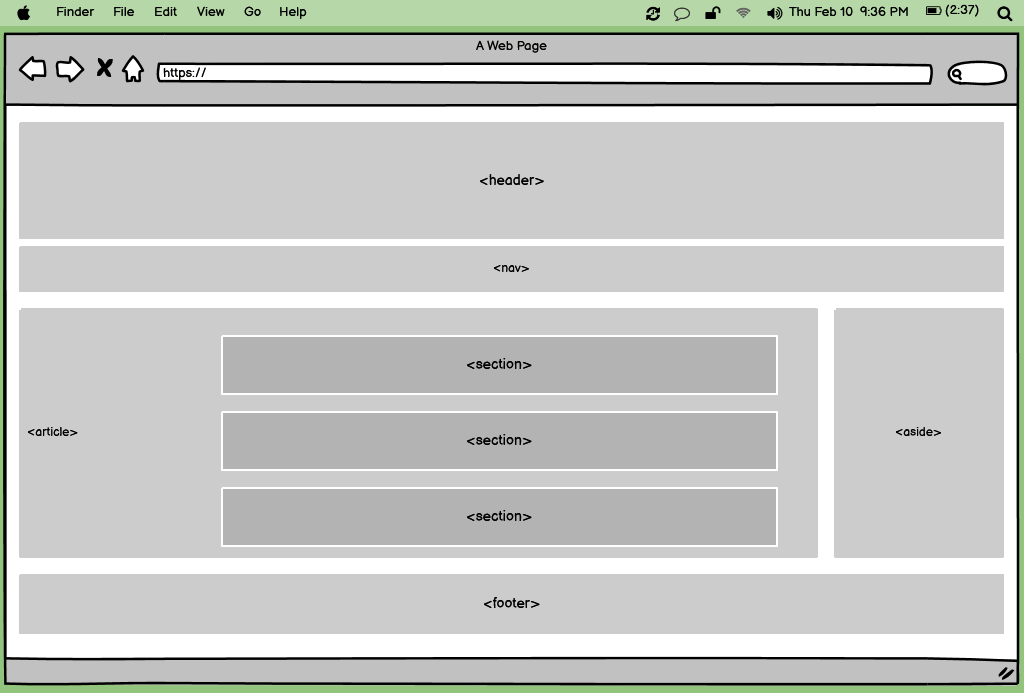 Finder File Edit View Go Help Thu Feb 10 9:36 PM (2:37)
A Web Page
https://
<header>
<nav>
<section>
<article>
<section>
<section>
<aside>
<footer>